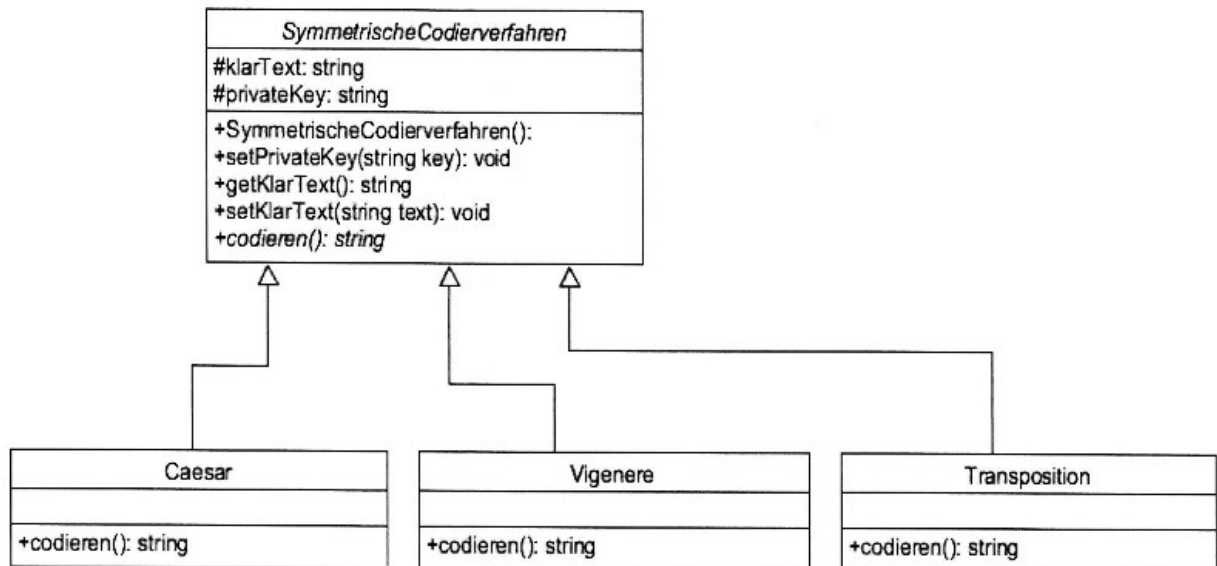 SymmetrischeCodierverfahren
#klarText: string
#privateKey: string
+SymmetrischeCodierverfahren():
+setPrivateKey(string key): void
+getKlarText(): string
+setKlarText(string text): void
+codieren(): string
Caesar
+codieren(): string
Vigenere
+codieren(): string
Transposition
+codieren(): string